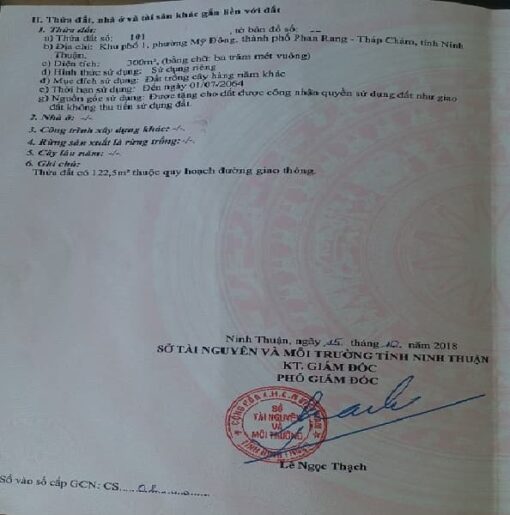 II. Thửa đất, nhà ở và tài sản khác gắn liền với đất
1. Thửa đất:
a) Thửa đất số: 101 , tờ bản đồ số: --
b) Địa chỉ: Khu phố 1, phường Mỹ Đông, thành phố Phan Rang - Tháp Chàm, tỉnh Ninh
Thuận.
c) Diện tích: 300m², (bằng chữ: ba trăm mét vuông)
d) Hình thức sử dụng: Sử dụng riêng
đ) Mục đích sử dụng: Đất trồng cây hàng năm khác
e) Thời hạn sử dụng: Đến ngày 01/07/2064
g) Nguồn gốc sử dụng: Được tặng cho đất được công nhận quyền sử dụng đất như giao
đất không thu tiền sử dụng đất.
2. Nhà ở: -/-.
3. Công trình xây dựng khác: -/-.
4. Rừng sản xuất là rừng trồng: -/-.
5. Cây lâu năm: -/-.
6. Ghi chú:
Thửa đất có 122,5m² thuộc quy hoạch đường giao thông.
Ninh Thuận, ngày 15 tháng 10 năm 2018
SỞ TÀI NGUYÊN VÀ MÔI TRƯỜNG TỈNH NINH THUẬN
KT. GIÁM ĐỐC
PHÓ GIÁM ĐỐC
SỞ
TÀI NGUYÊN
VÀ
MÔI TRƯỜNG
Lê Ngọc Thạch
Số vào sổ cấp GCN: CS